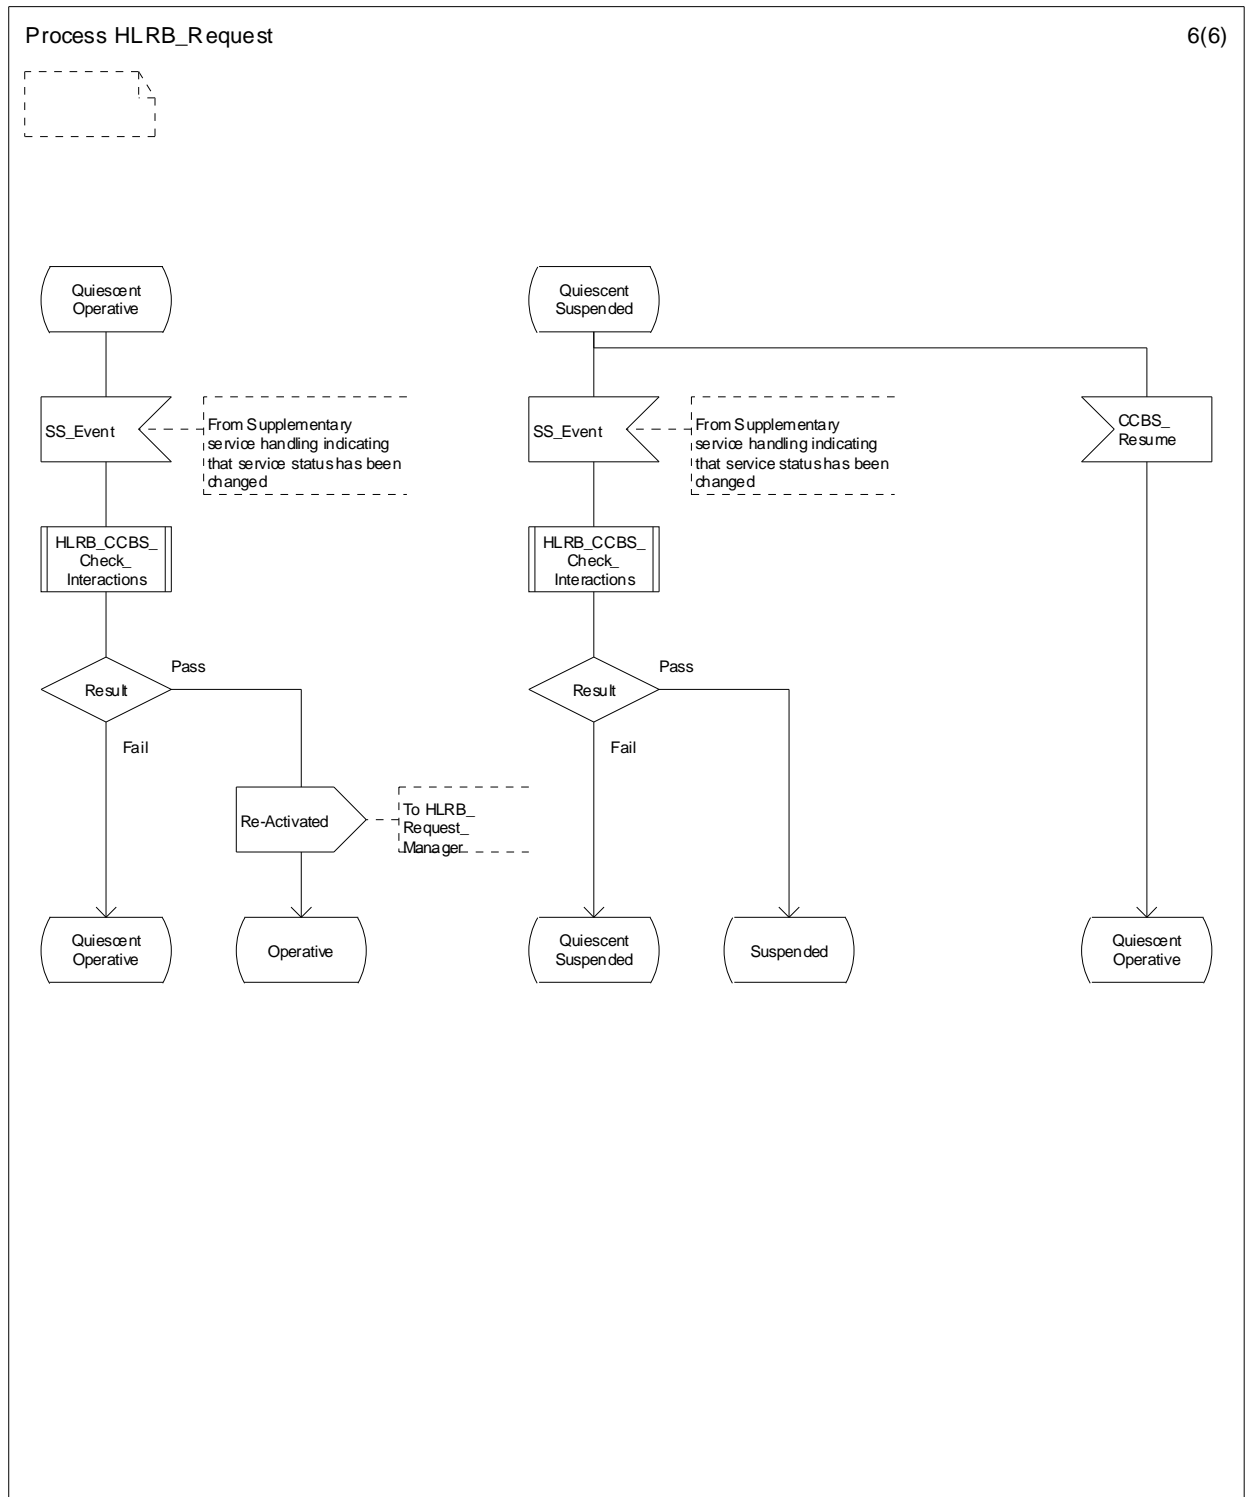 Process HLRB_Request
6(6)
Quiescent
Operative
Quiescent
Suspended
SS_Event
From Supplementary
service handling indicating
that service status has been
changed
SS_Event
From Supplementary
service handling indicating
that service status has been
changed
CCBS_
Resume
HLRB_CCBS_
Check_
Interactions
HLRB_CCBS_
Check_
Interactions
Result
Pass
Fail
Result
Pass
Fail
Re-Activated
To HLRB_
Request_
Manager
Quiescent
Operative
Operative
Quiescent
Suspended
Suspended
Quiescent
Operative